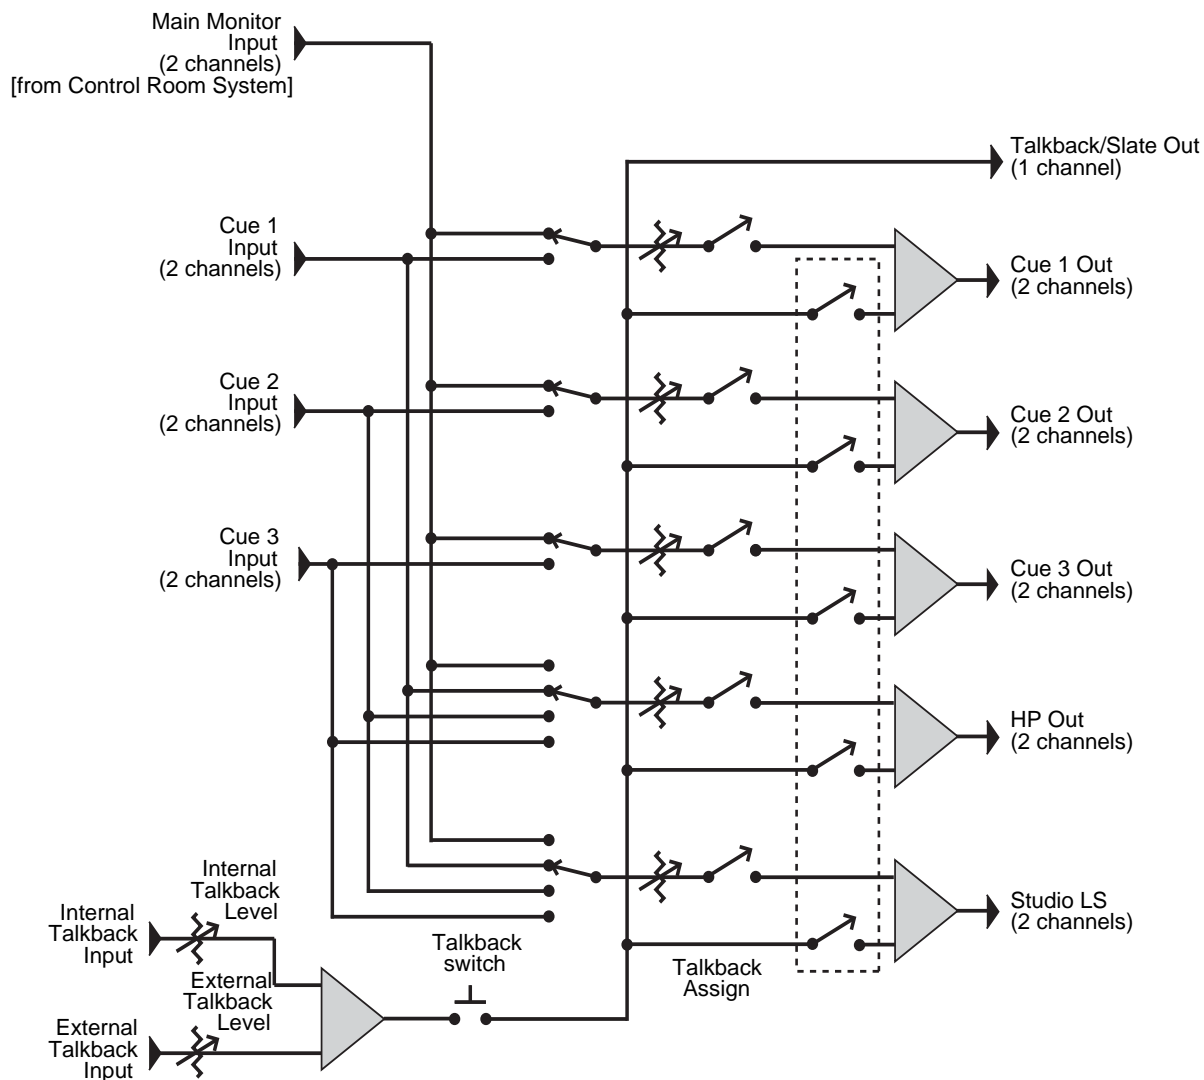 Main Monitor
Input
(2 channels)
[from Control Room System]
Talkback/Slate Out
(1 channel)
Cue 1
Input
(2 channels)
Cue 1 Out
(2 channels)
Cue 2
Input
(2 channels)
Cue 2 Out
(2 channels)
Cue 3
Input
(2 channels)
Cue 3 Out
(2 channels)
HP Out
(2 channels)
Internal
Talkback
Level
Internal
Talkback
Input
Talkback
switch
Talkback
Assign
Studio LS
(2 channels)
External
Talkback
Level
External
Talkback
Input